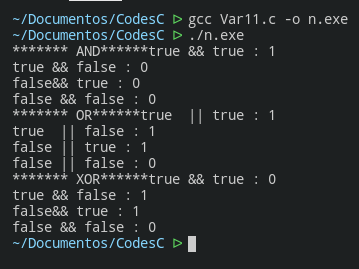 ~/Documentos/CodesC ⊳ gcc Var11.c -o n.exe
~/Documentos/CodesC ⊳ ./n.exe
******* AND******true && true : 1
true && false : 0
false&& true : 0
false && false : 0
******* OR******true  || true : 1
true  || false : 1
false || true : 1
false || false : 0
******* XOR******true && true : 0
true && false : 1
false&& true : 1
false && false : 0
~/Documentos/CodesC ⊳